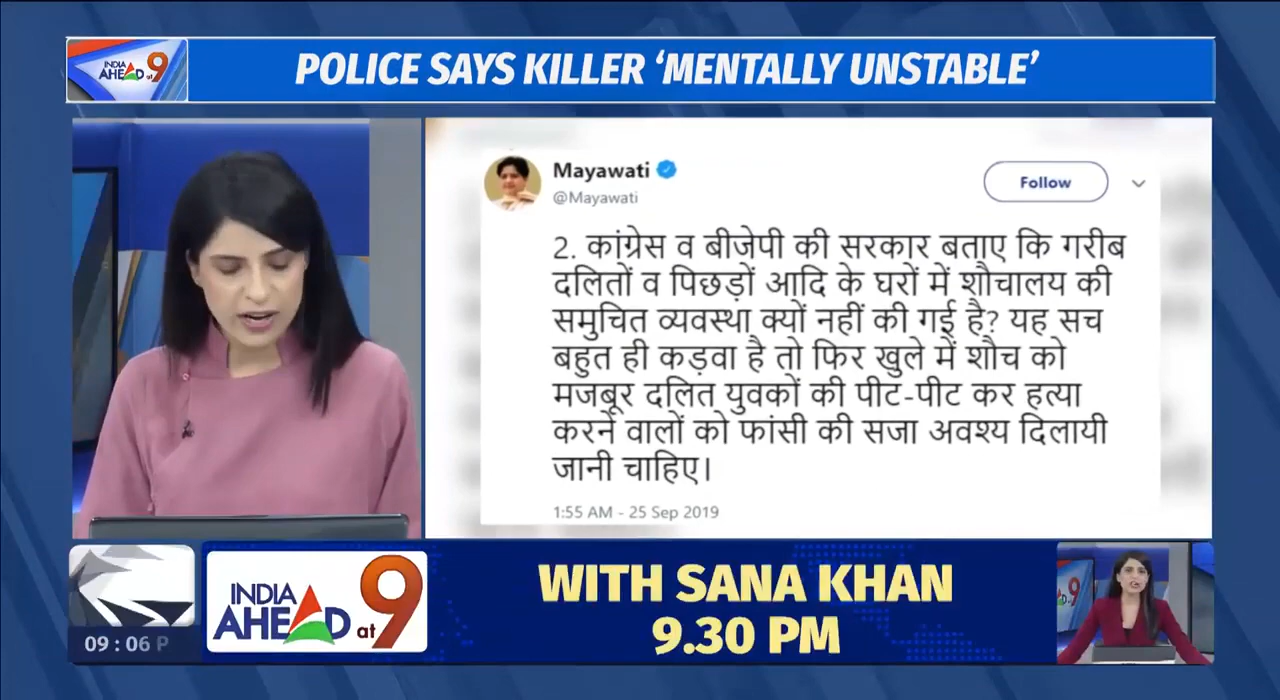 INDIA AHEAD at 9
POLICE SAYS KILLER ‘MENTALLY UNSTABLE’
Mayawati
@Mayawati
Follow
2. कांग्रेस व बीजेपी की सरकार बताए कि गरीब
दलितों व पिछड़ों आदि के घरों में शौचालय की
समुचित व्यवस्था क्यों नहीं की गई है? यह सच
बहुत ही कड़वा है तो फिर खुले में शौच को
मजबूर दलित युवकों की पीट-पीट कर हत्या
करने वालों को फांसी की सजा अवश्य दिलायी
जानी चाहिए।
1:55 AM - 25 Sep 2019
09:06 P
INDIA
AHEAD at 9
WITH SANA KHAN
9.30 PM